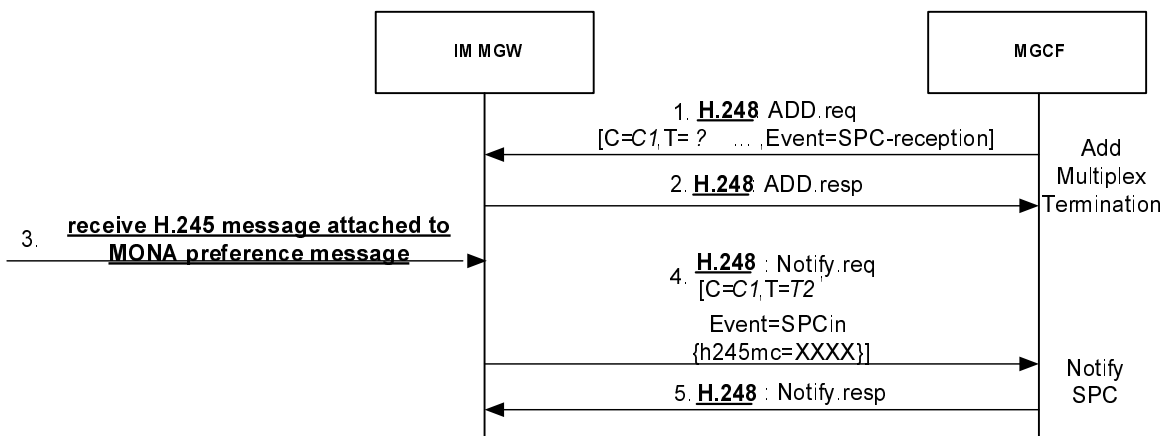 IM MGW
MGCF
1. H.248: ADD.req
[C=C1,T= ? ... ,Event=SPC-reception]
Add
Multiplex
Termination
2. H.248: ADD.resp
3. receive H.245 message attached to
MONA preference message
4. H.248 : Notify.req
[C=C1,T=T2 ,
Event=SPCin
{h245mc=XXXX}]
Notify
SPC
5. H.248 : Notify.resp